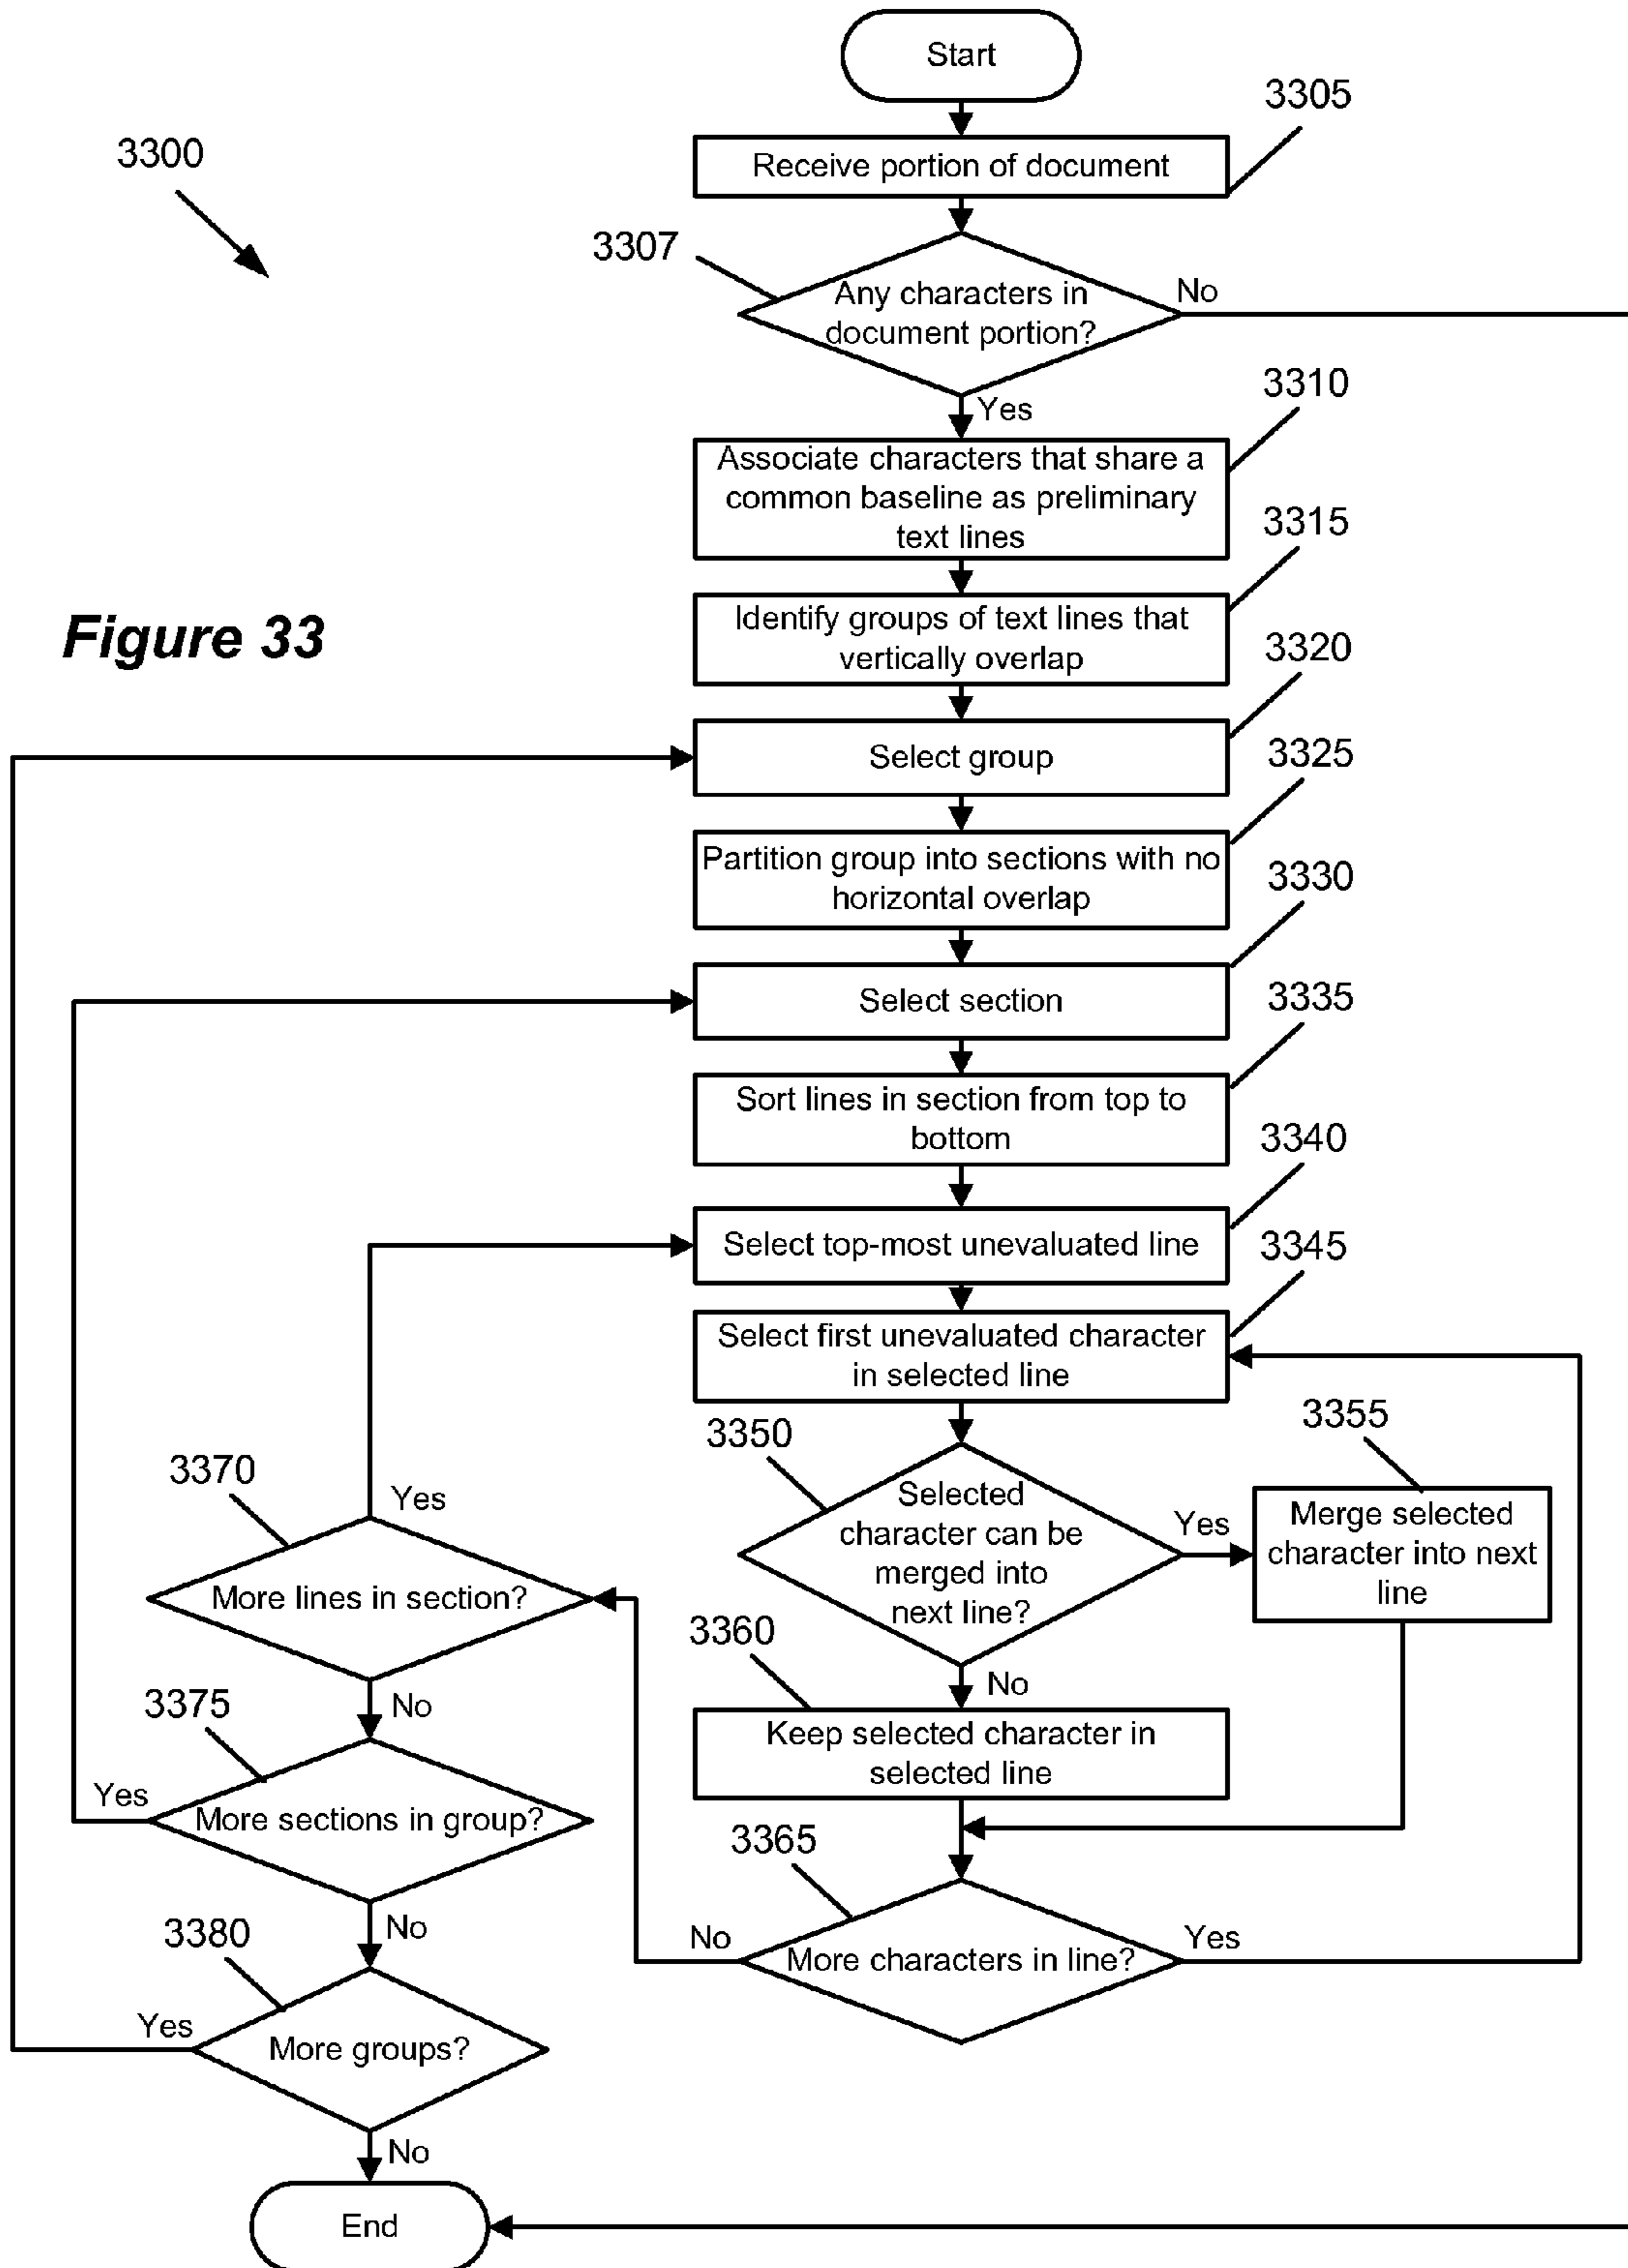 Start
3305
3300
Receive portion of document
3307
Any characters in
document portion?
No
Yes
3310
Associate characters that share a
common baseline as preliminary
text lines
3315
Figure 33
Identify groups of text lines that
vertically overlap
3320
Select group
3325
Partition group into sections with no
horizontal overlap
3330
Select section
3335
Sort lines in section from top to
bottom
3340
Select top-most unevaluated line
3345
Select first unevaluated character
in selected line
3350
Selected
character can be
merged into
next line?
Yes
3355
Merge selected
character into next
line
No
3360
Keep selected character in
selected line
3365
More characters in line?
Yes
No
3370
More lines in section?
Yes
No
3375
More sections in group?
Yes
No
3380
More groups?
Yes
No
End